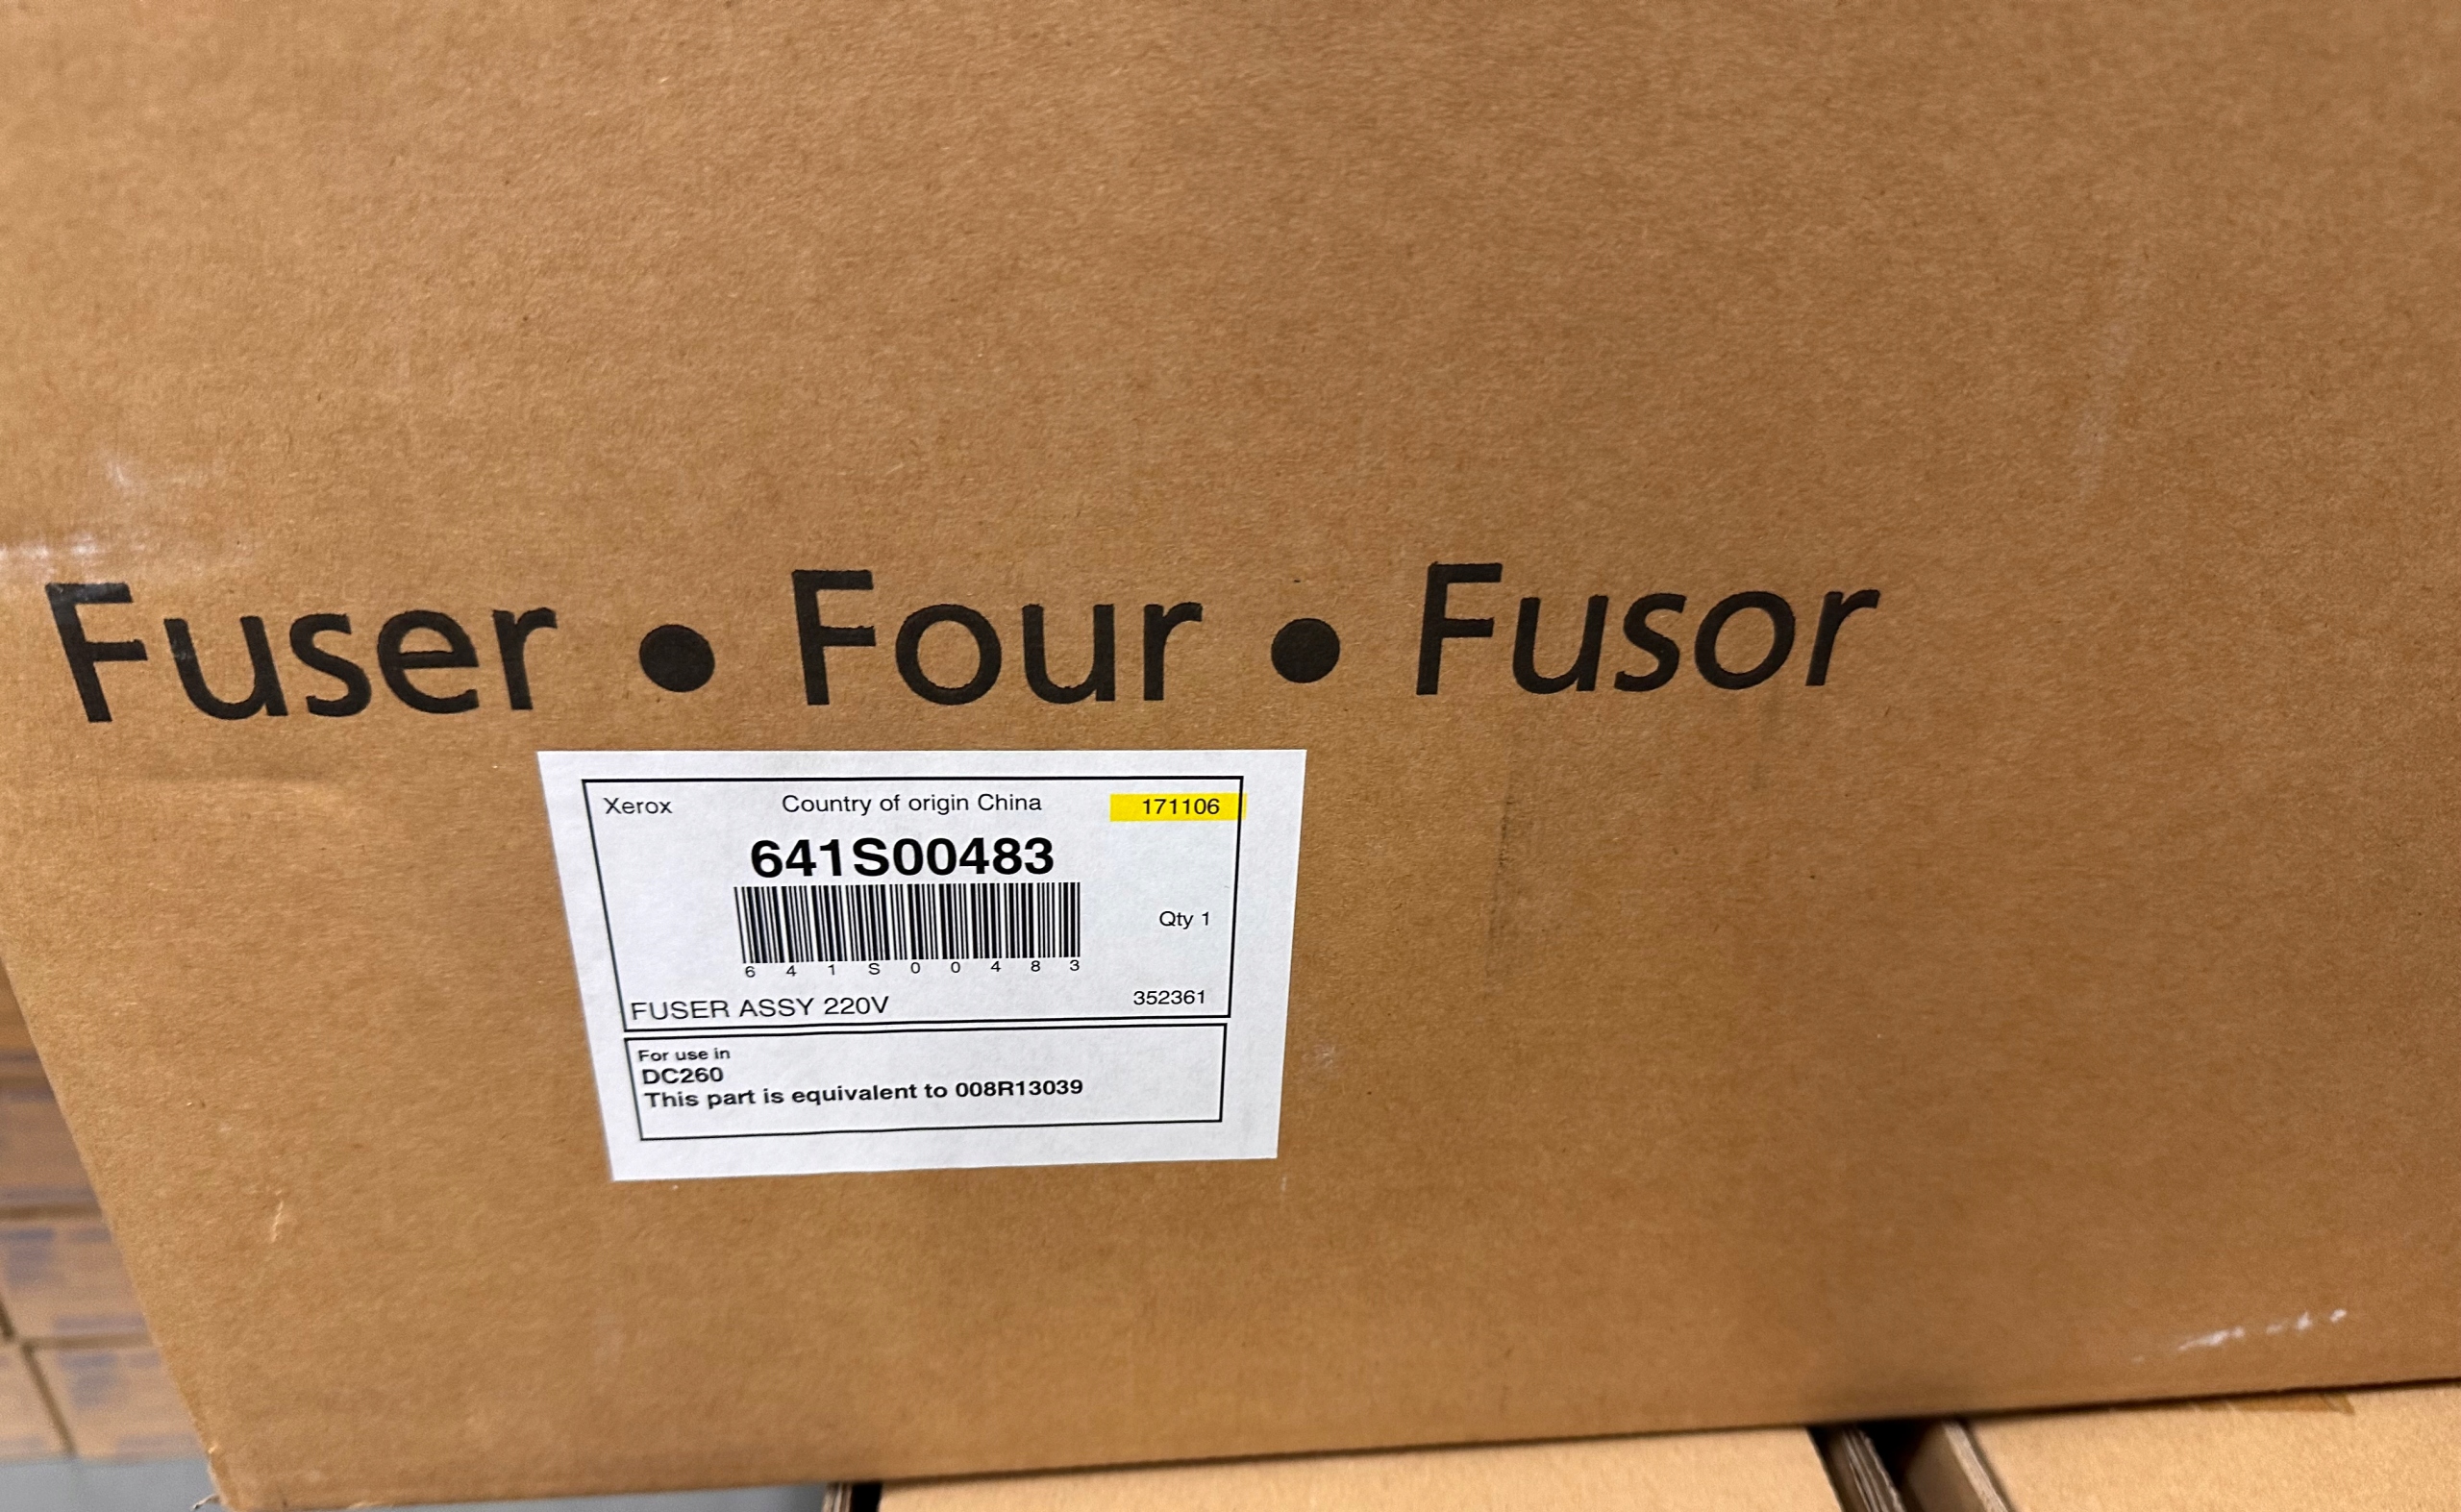 Fuser • Four • Fusor
Xerox Country of origin China 171106
641S00483
Qty 1
6 4 1 S 0 0 4 8 3
FUSER ASSY 220V 352361
For use in
DC260
This part is equivalent to 008R13039